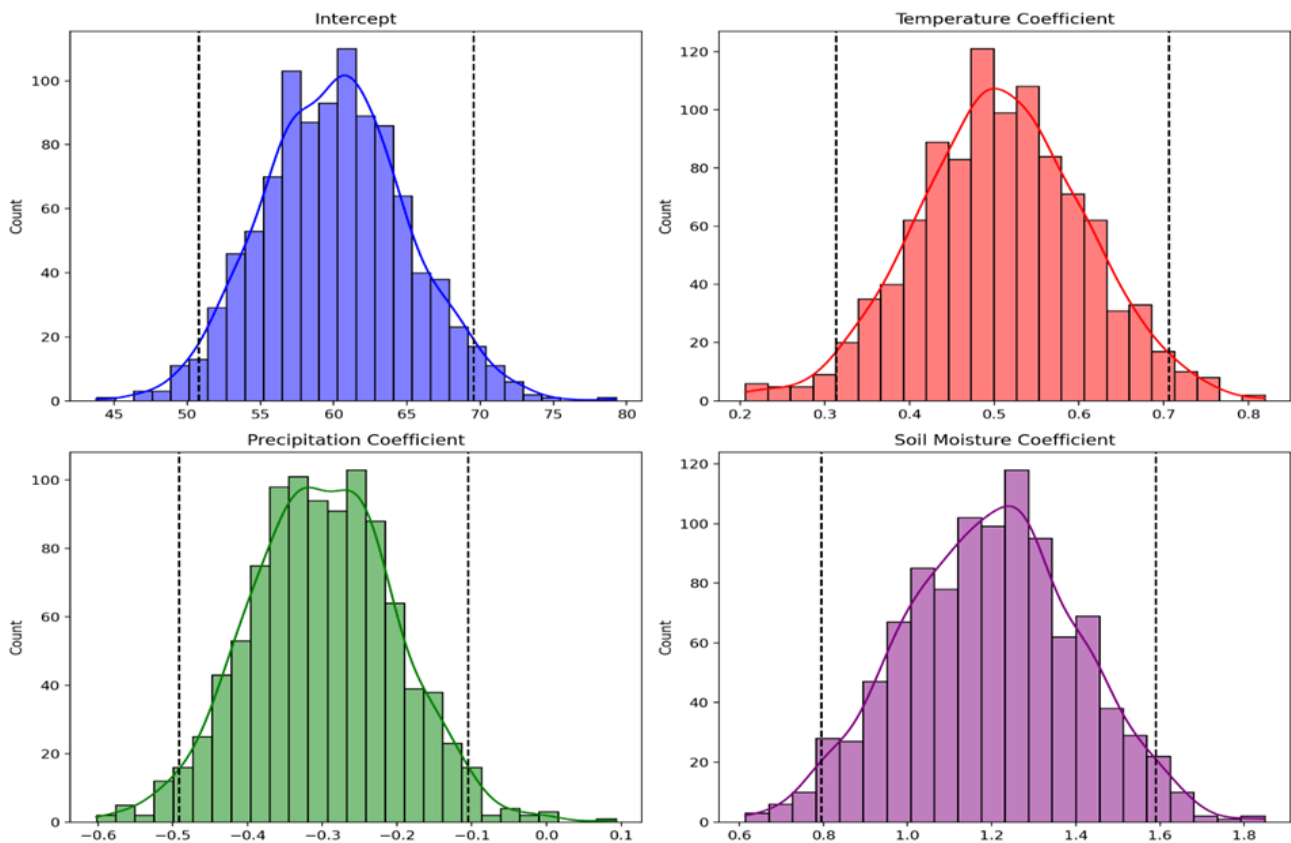 Intercept
Count
100
80
60
40
20
0
45 50 55 60 65 70 75 80
Temperature Coefficient
Count
120
100
80
60
40
20
0
0.2 0.3 0.4 0.5 0.6 0.7 0.8
Precipitation Coefficient
Count
100
80
60
40
20
0
−0.6 −0.5 −0.4 −0.3 −0.2 −0.1 0.0 0.1
Soil Moisture Coefficient
Count
120
100
80
60
40
20
0
0.6 0.8 1.0 1.2 1.4 1.6 1.8